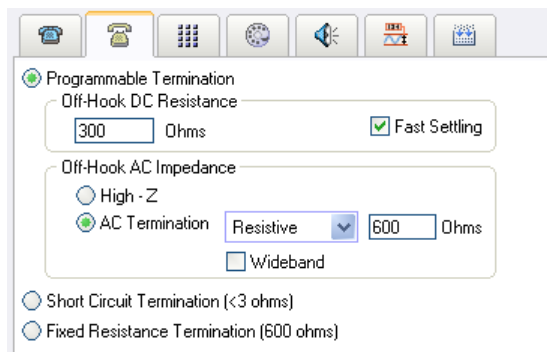 Programmable Termination
Off-Hook DC Resistance
300 Ohms Fast Settling
Off-Hook AC Impedance
High - Z
AC Termination Resistive 600 Ohms
Wideband
Short Circuit Termination (<3 ohms)
Fixed Resistance Termination (600 ohms)